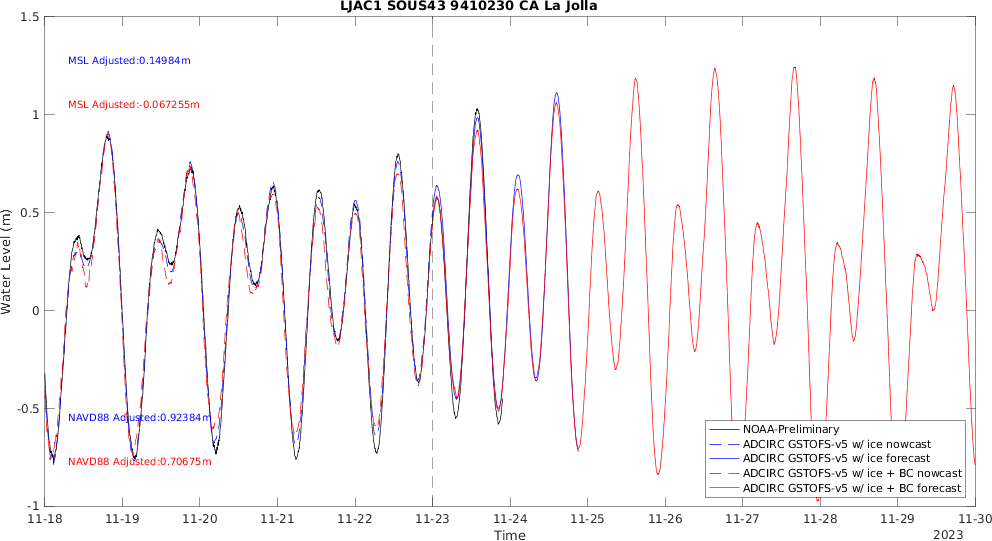 LJAC1 SOUS43 9410230 CA La Jolla
1.5
1
0.5
0
-0.5
-1
Water Level (m)
MSL Adjusted:0.14984m
MSL Adjusted:-0.067255m
NAVD88 Adjusted:0.92384m
NAVD88 Adjusted:0.70675m
NOAA-Preliminary
ADCIRC GSTOFS-v5 w/ ice nowcast
ADCIRC GSTOFS-v5 w/ ice forecast
ADCIRC GSTOFS-v5 w/ ice + BC nowcast
ADCIRC GSTOFS-v5 w/ ice + BC forecast
11-18 11-19 11-20 11-21 11-22 11-23 11-24 11-25 11-26 11-27 11-28 11-29 11-30
Time
2023